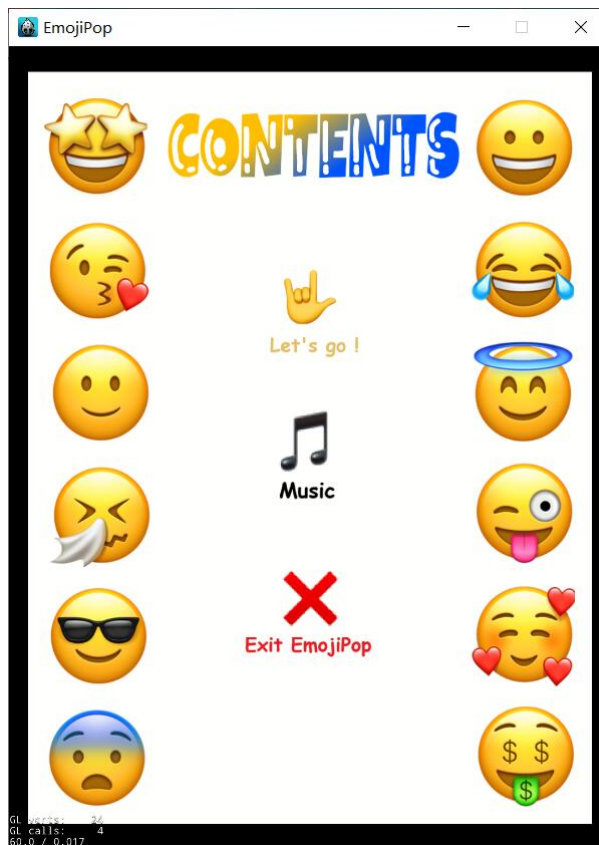 EmojiPop
CONTENTS
Let's go !
Music
Exit EmojiPop
$ $
$
GL verts: 24
GL calls: 4
60.0 / 0.017